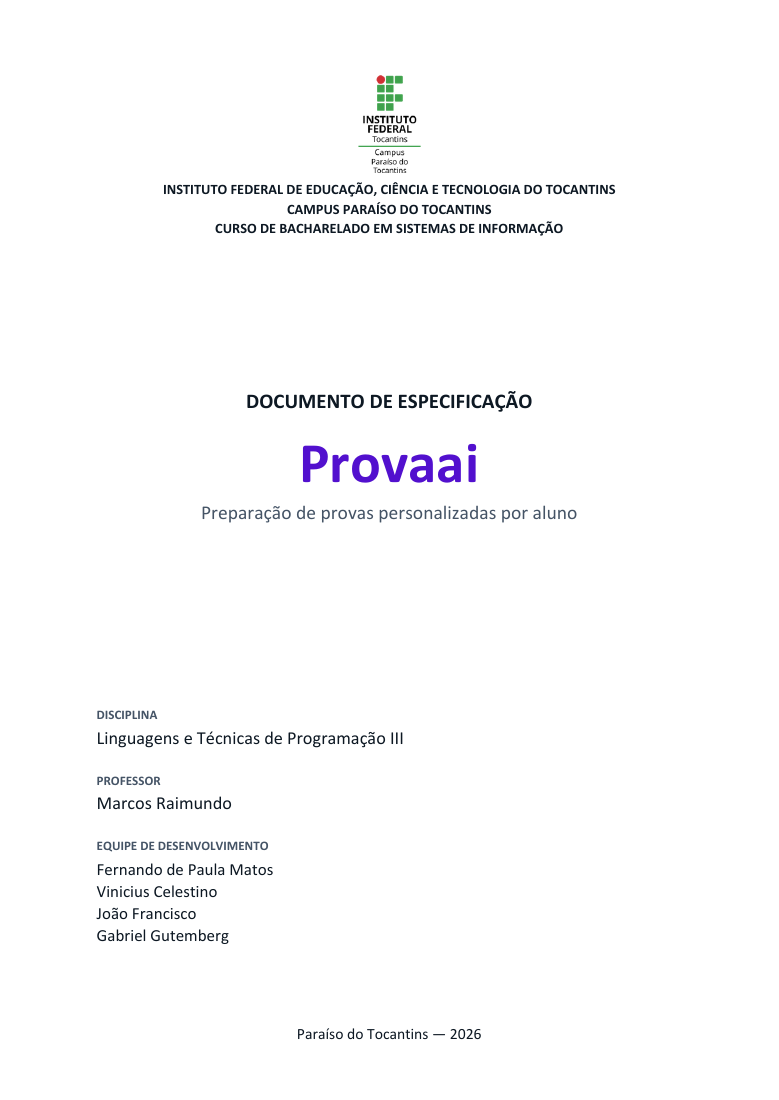 INSTITUTO
FEDERAL
Tocantins
Campus
Paraíso do
Tocantins
INSTITUTO FEDERAL DE EDUCAÇÃO, CIÊNCIA E TECNOLOGIA DO TOCANTINS
CAMPUS PARAÍSO DO TOCANTINS
CURSO DE BACHARELADO EM SISTEMAS DE INFORMAÇÃO
DOCUMENTO DE ESPECIFICAÇÃO
Provaai
Preparação de provas personalizadas por aluno
DISCIPLINA
Linguagens e Técnicas de Programação III
PROFESSOR
Marcos Raimundo
EQUIPE DE DESENVOLVIMENTO
Fernando de Paula Matos
Vinicius Celestino
João Francisco
Gabriel Gutemberg
Paraíso do Tocantins — 2026